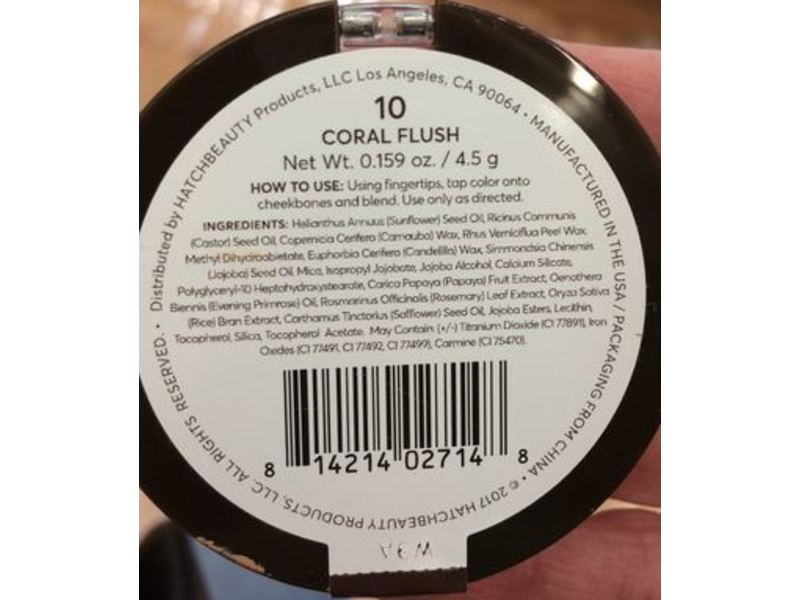 Distributed by HATCHBEAUTY Products, LLC Los Angeles, CA 90064 • MANUFACTURED IN THE USA / PACKAGING FROM CHINA • © 2017 HATCHBEAUTY PRODUCTS, LLC. ALL RIGHTS RESERVED. •
10
CORAL FLUSH
Net Wt. 0.159 oz. / 4.5 g
HOW TO USE: Using fingertips, tap color onto
cheekbones and blend. Use only as directed.
INGREDIENTS: Helianthus Annuus (Sunflower) Seed Oil, Ricinus Communis
(Castor) Seed Oil, Copernicia Cerifera (Carnauba) Wax, Rhus Verniciflua Peel Wax,
Methyl Dihydroabietate, Euphorbia Cerifera (Candelilla) Wax, Simmondsia Chinensis
(Jojoba) Seed Oil, Mica, Isopropyl Jojobate, Jojoba Alcohol, Calcium Silicate,
Polyglyceryl-10 Heptahydroxystearate, Carica Papaya (Papaya) Fruit Extract, Oenothera
Biennis (Evening Primrose) Oil, Rosmarinus Officinalis (Rosemary) Leaf Extract, Oryza Sativa
(Rice) Bran Extract, Carthamus Tinctorius (Safflower) Seed Oil, Jojoba Esters, Lecithin,
Tocopherol, Silica, Tocopherol Acetate. May Contain: (+/-) Titanium Dioxide (CI 77891), Iron
Oxides (CI 77491, CI 77492, CI 77499), Carmine (CI 75470).
8 14214 02714 8